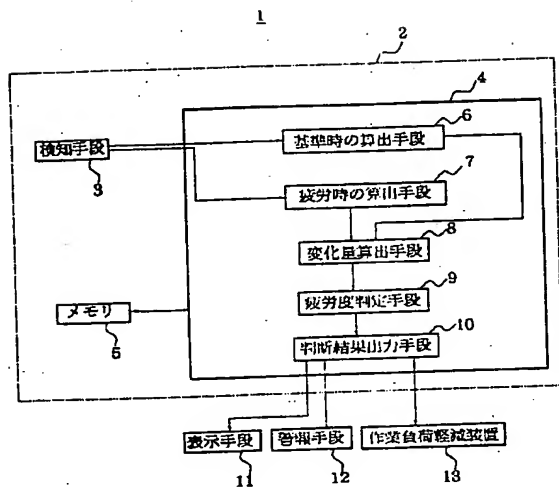 1
2
4
6
検知手段
3
基準時の算出手段
7
疲労時の算出手段
8
変化量算出手段
9
疲労度判定手段
メモリ
5
10
判断結果出力手段
表示手段
11
警報手段
12
作業負荷軽減装置
13